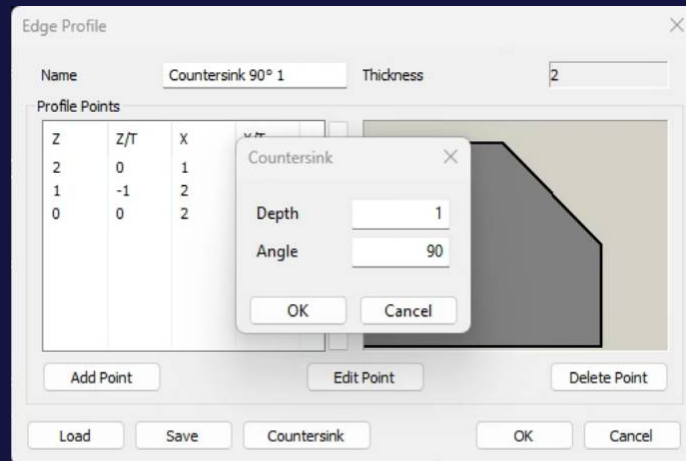 Edge Profile
Name Countersink 90° 1 Thickness 2
Profile Points
Z Z/T X
2 0 1
1 -1 2
0 0 2
Countersink
Depth 1
Angle 90
OK Cancel
Add Point Edit Point Delete Point
Load Save Countersink OK Cancel